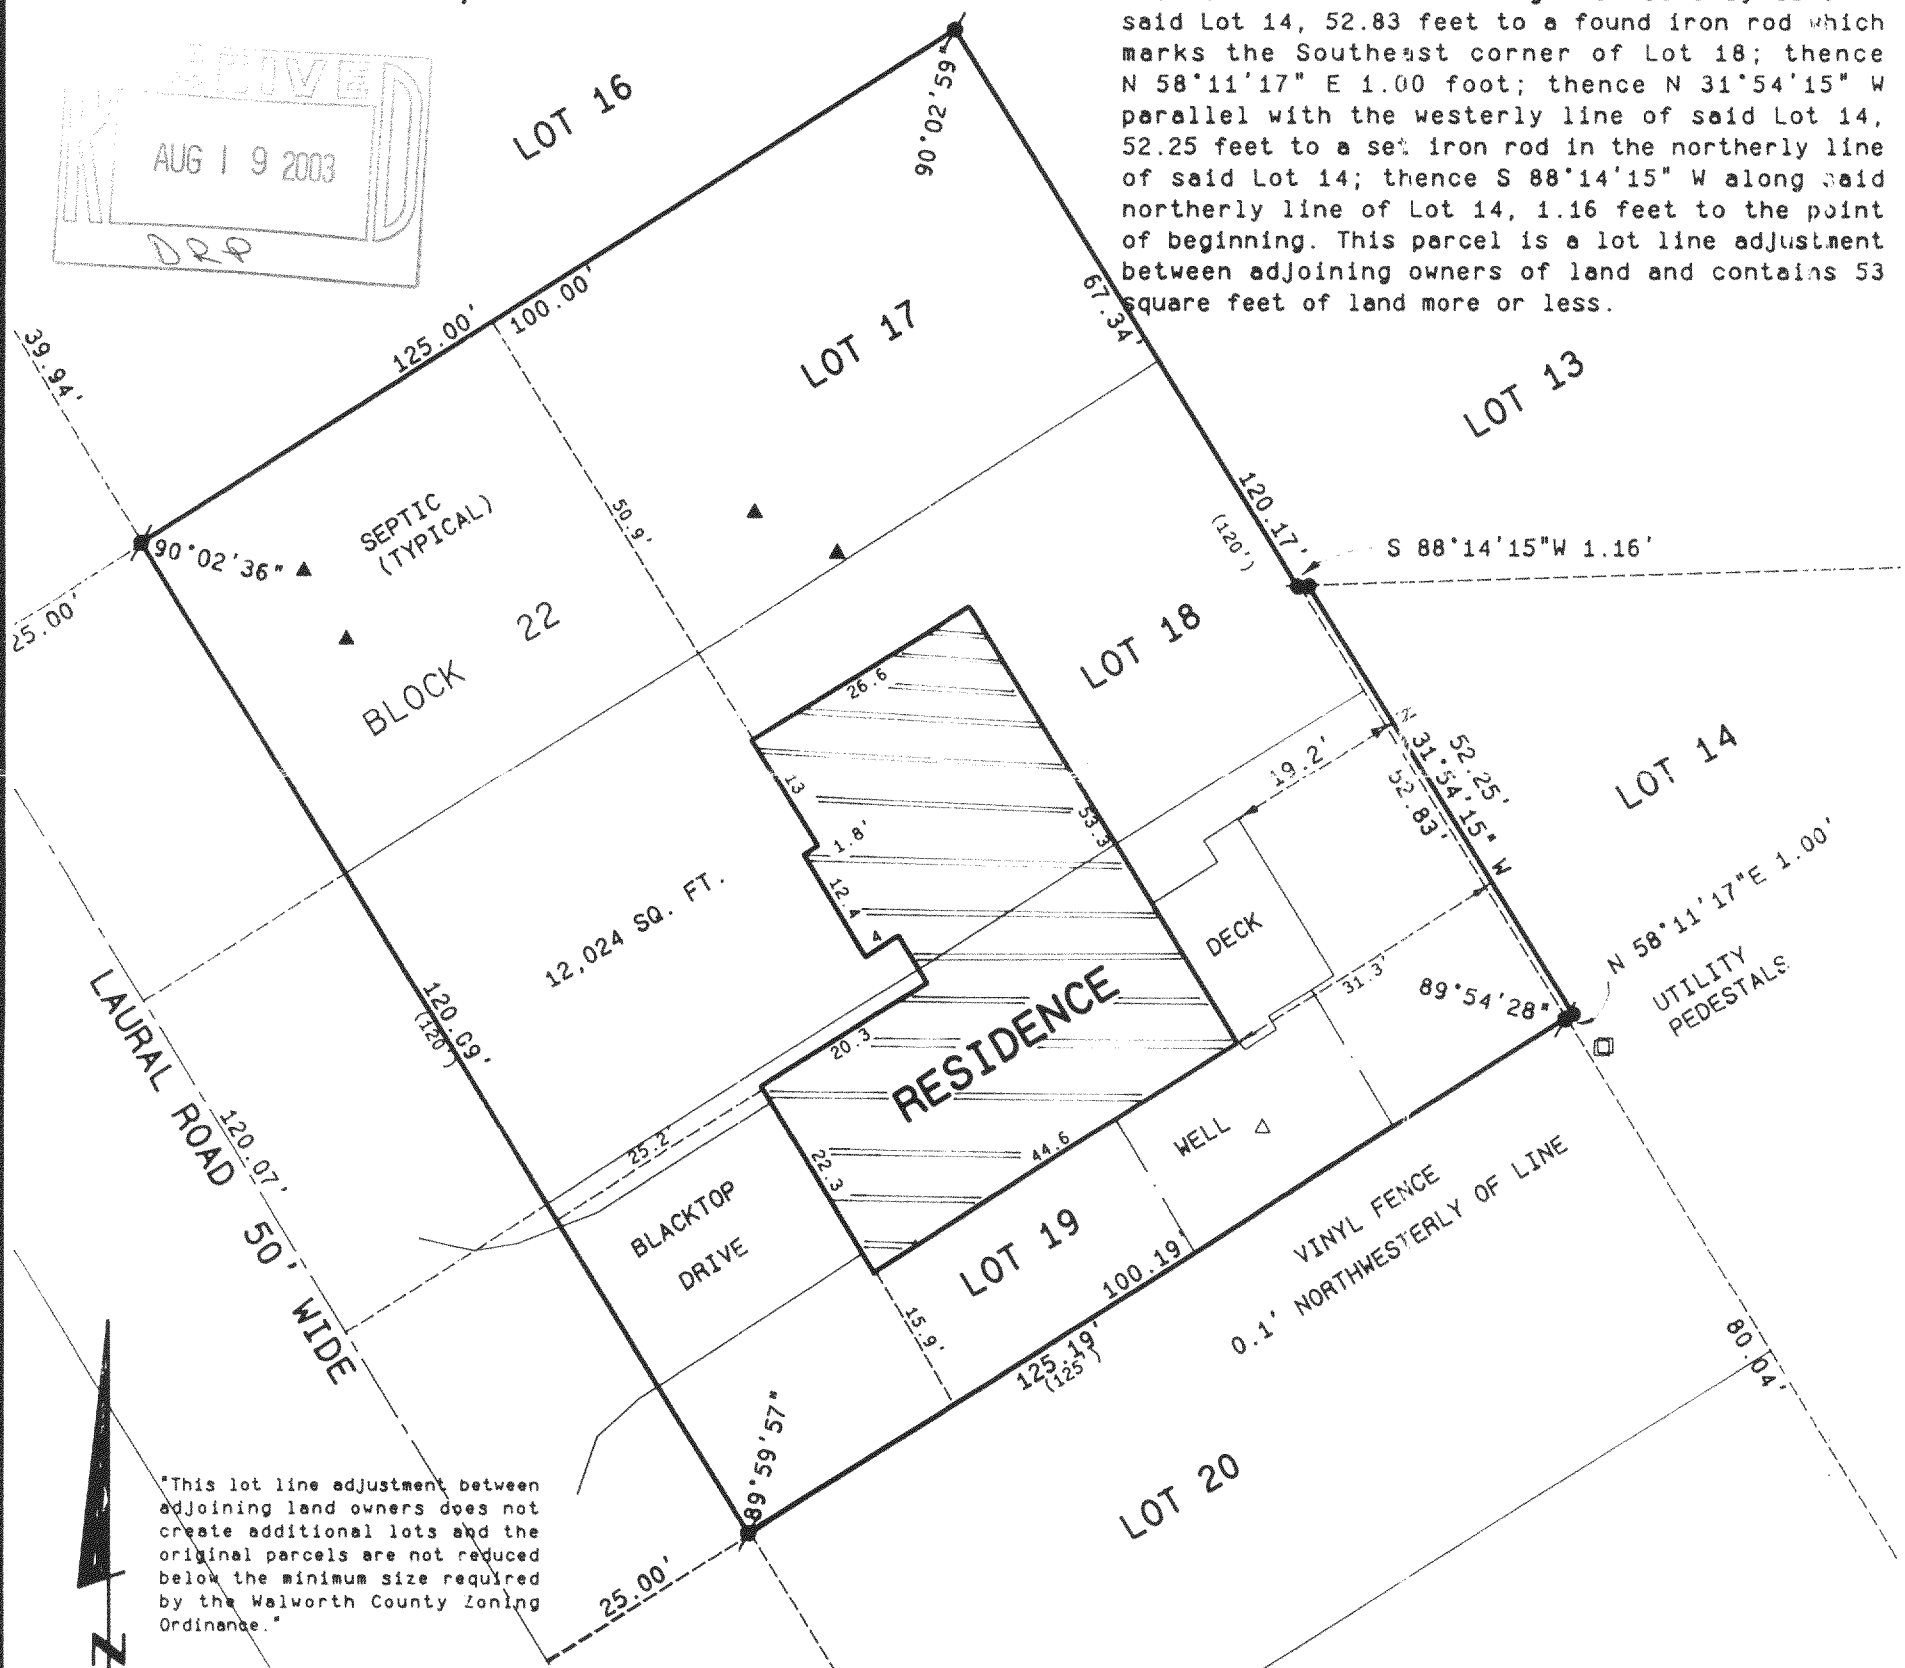 said Lot 14, 52.83 feet to a found iron rod which
marks the Southeast corner of Lot 18; thence
N 58°11'17" E 1.00 foot; thence N 31°54'15" W
parallel with the westerly line of said Lot 14,
52.25 feet to a set iron rod in the northerly line
of said Lot 14; thence S 88°14'15" W along said
northerly line of Lot 14, 1.16 feet to the point
of beginning. This parcel is a lot line adjustment
between adjoining owners of land and contains 53
square feet of land more or less.
AUG 19 2003
DRP
LOT 16
90°02'59"
125.00'
100.00'
39.94'
LOT 17
67.34'
LOT 13
SEPTIC
(TYPICAL)
50.9'
120.17'
(120')
S 88°14'15"W 1.16'
90°02'36"
25.00'
BLOCK 22
LOT 18
26.6
13
1.8'
12.4
4
53.3
19.2'
52.25'
31°54'15" W
52.83'
LOT 14
12,024 SQ. FT.
DECK
31.3'
89°54'28"
N 58°11'17"E 1.00'
UTILITY
PEDESTALS
LAURAL ROAD 50' WIDE
120.09'
(120')
120.07'
20.3
RESIDENCE
25.2'
22.3
44.6
WELL
BLACKTOP
DRIVE
LOT 19
15.9'
100.19'
125.19'
(125')
VINYL FENCE
0.1' NORTHWESTERLY OF LINE
80.04'
89°59'57"
LOT 20
25.00'
"This lot line adjustment between
adjoining land owners does not
create additional lots and the
original parcels are not reduced
below the minimum size required
by the Walworth County Zoning
Ordinance."
N